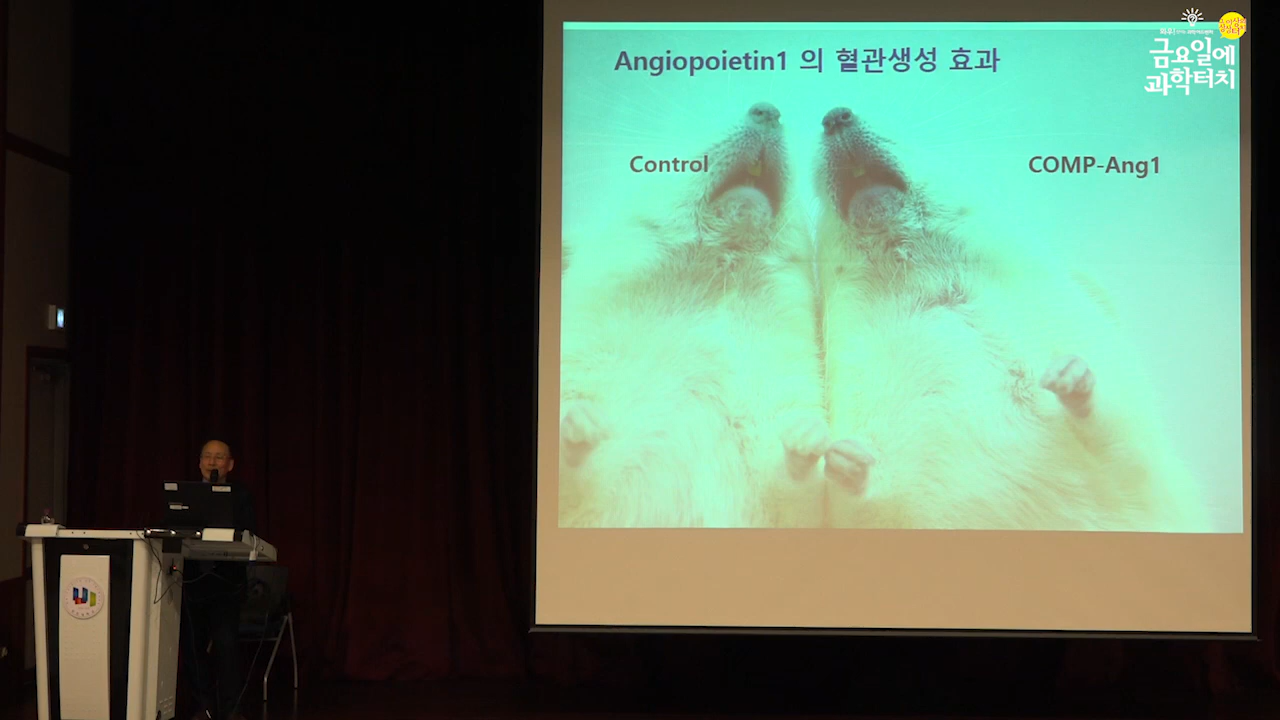 Angiopoietin1 의 혈관생성 효과
Control
COMP-Ang1
금요일에
과학터치